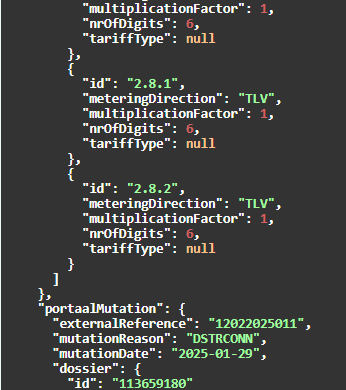 "multiplicationFactor": 1,
"nrOfDigits": 6,
"tariffType": null
},
{
"id": "2.8.1",
"meteringDirection": "TLV",
"multiplicationFactor": 1,
"nrOfDigits": 6,
"tariffType": null
},
{
"id": "2.8.2",
"meteringDirection": "TLV",
"multiplicationFactor": 1,
"nrOfDigits": 6,
"tariffType": null
}
]
},
"portaalMutation": {
"externalReference": "12022025011",
"mutationReason": "DSTRCONN",
"mutationDate": "2025-01-29",
"dossier": {
"id": "113659180"